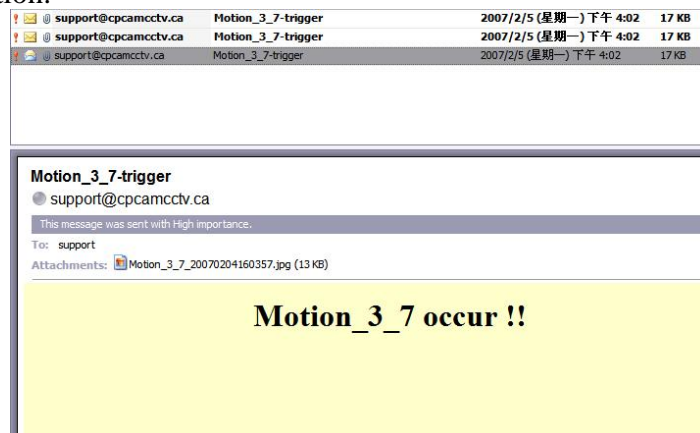 tion.
support@cpcamcctv.ca Motion_3_7-trigger 2007/2/5 (星期一) 下午 4:02 17 KB
support@cpcamcctv.ca Motion_3_7-trigger 2007/2/5 (星期一) 下午 4:02 17 KB
support@cpcamcctv.ca Motion_3_7-trigger 2007/2/5 (星期一) 下午 4:02 17 KB
Motion_3_7-trigger
support@cpcamcctv.ca
This message was sent with High importance.
To: support
Attachments: Motion_3_7_20070204160357.jpg (13 KB)
Motion_3_7 occur !!